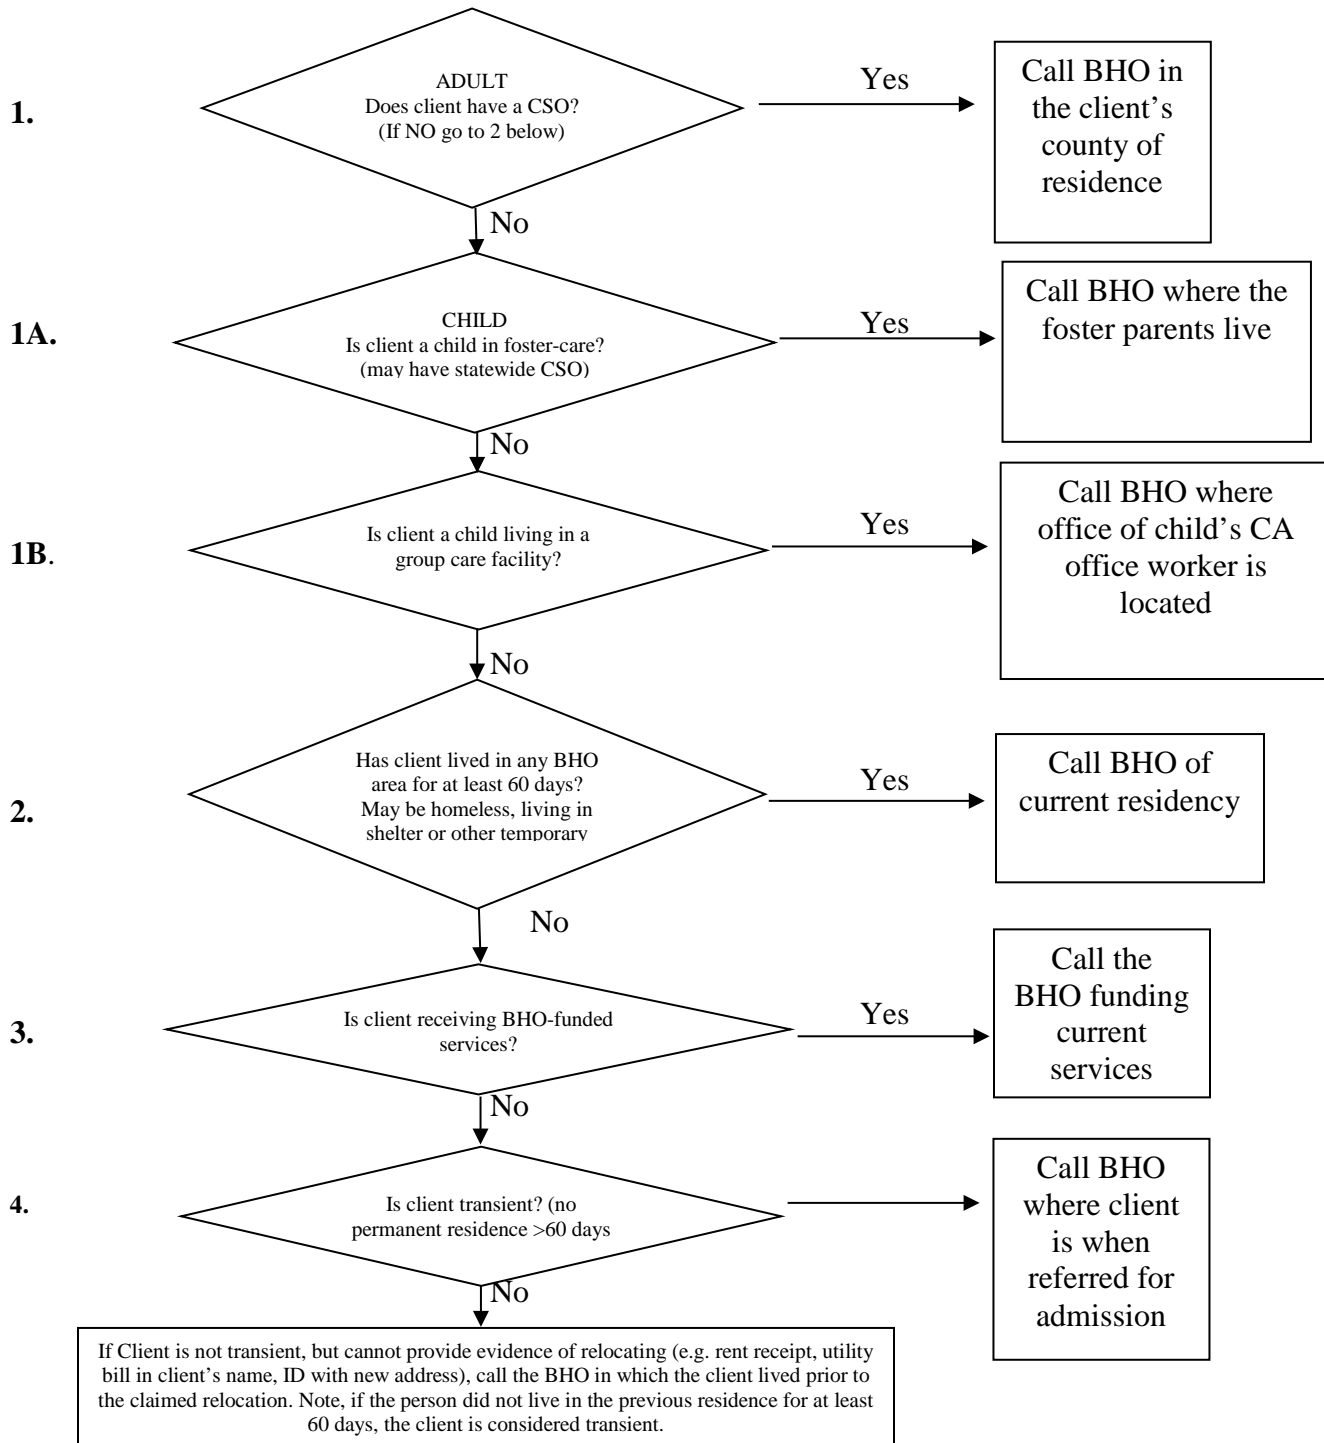 1.
ADULT
Does client have a CSO?
(If NO go to 2 below)
Yes
Call BHO in
the client's
county of
residence
No
1A.
CHILD
Is client a child in foster-care?
(may have statewide CSO)
Yes
Call BHO where the
foster parents live
No
1B.
Is client a child living in a
group care facility?
Yes
Call BHO where
office of child's CA
office worker is
located
No
2.
Has client lived in any BHO
area for at least 60 days?
May be homeless, living in
shelter or other temporary
Yes
Call BHO of
current residency
No
3.
Is client receiving BHO-funded
services?
Yes
Call the
BHO funding
current
services
No
4.
Is client transient? (no
permanent residence >60 days
Call BHO
where client
is when
referred for
admission
No
If Client is not transient, but cannot provide evidence of relocating (e.g. rent receipt, utility
bill in client's name, ID with new address), call the BHO in which the client lived prior to
the claimed relocation. Note, if the person did not live in the previous residence for at least
60 days, the client is considered transient.